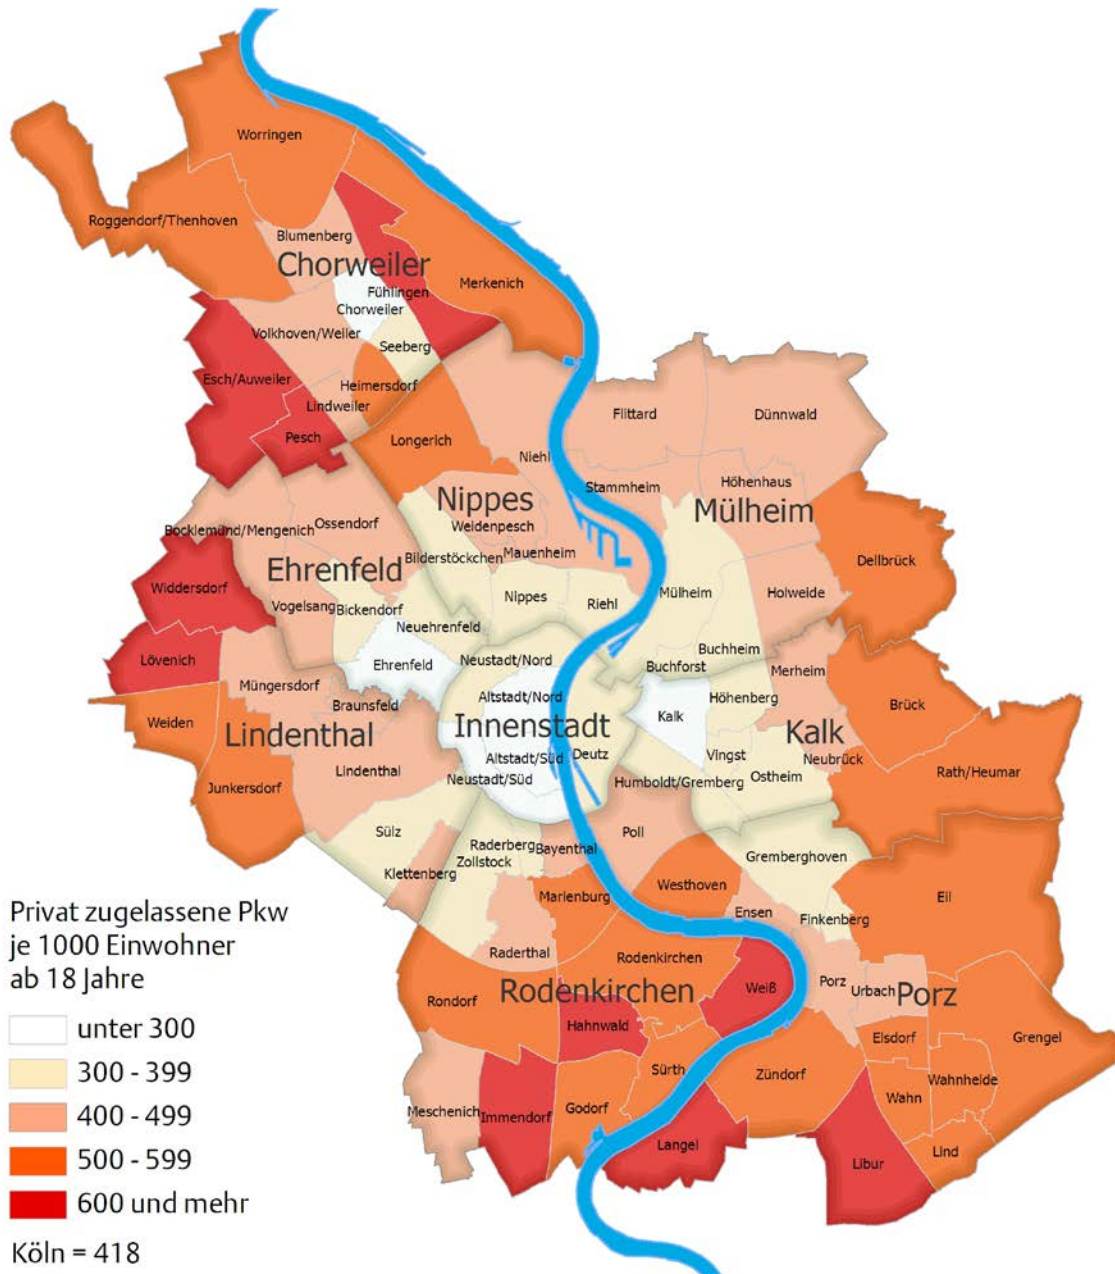 Worringen
Roggendorf/Thenhoven
Blumenberg
Chorweiler
Fühlingen
Chorweiler
Merkenich
Volkhoven/Weiler
Seeberg
Esch/Auweiler
Heimersdorf
Lindweiler
Pesch
Longerich
Flittard
Dünnwald
Niehl
Stammheim
Höhenhaus
Nippes
Mülheim
Weidenpesch
Bocklemünd/Mengenich
Ossendorf
Bilderstöckchen
Mauenheim
Dellbrück
Ehrenfeld
Widdersdorf
Vogelsang
Bickendorf
Nippes
Riehl
Mülheim
Holweide
Neuehrenfeld
Buchheim
Lövenich
Ehrenfeld
Neustadt/Nord
Buchforst
Merheim
Müngersdorf
Altstadt/Nord
Höhenberg
Braunsfeld
Brück
Weiden
Lindenthal
Innenstadt
Kalk
Kalk
Altstadt/Süd
Deutz
Vingst
Neubrück
Lindenthal
Neustadt/Süd
Humboldt/Gremberg
Ostheim
Rath/Heumar
Junkersdorf
Sülz
Raderberg
Bayenthal
Poll
Zollstock
Klettenberg
Gremberghoven
Marienburg
Westhoven
Eil
Ensen
Finkenberg
Raderthal
Rodenkirchen
Rondorf
Rodenkirchen
Weiß
Porz
Urbach
Porz
Hahnwald
Elsdorf
Grengel
Sürth
Zündorf
Wahnheide
Wahn
Meschenich
Immendorf
Godorf
Langel
Libur
Lind
Privat zugelassene Pkw
je 1000 Einwohner
ab 18 Jahre
unter 300
300 - 399
400 - 499
500 - 599
600 und mehr
Köln = 418